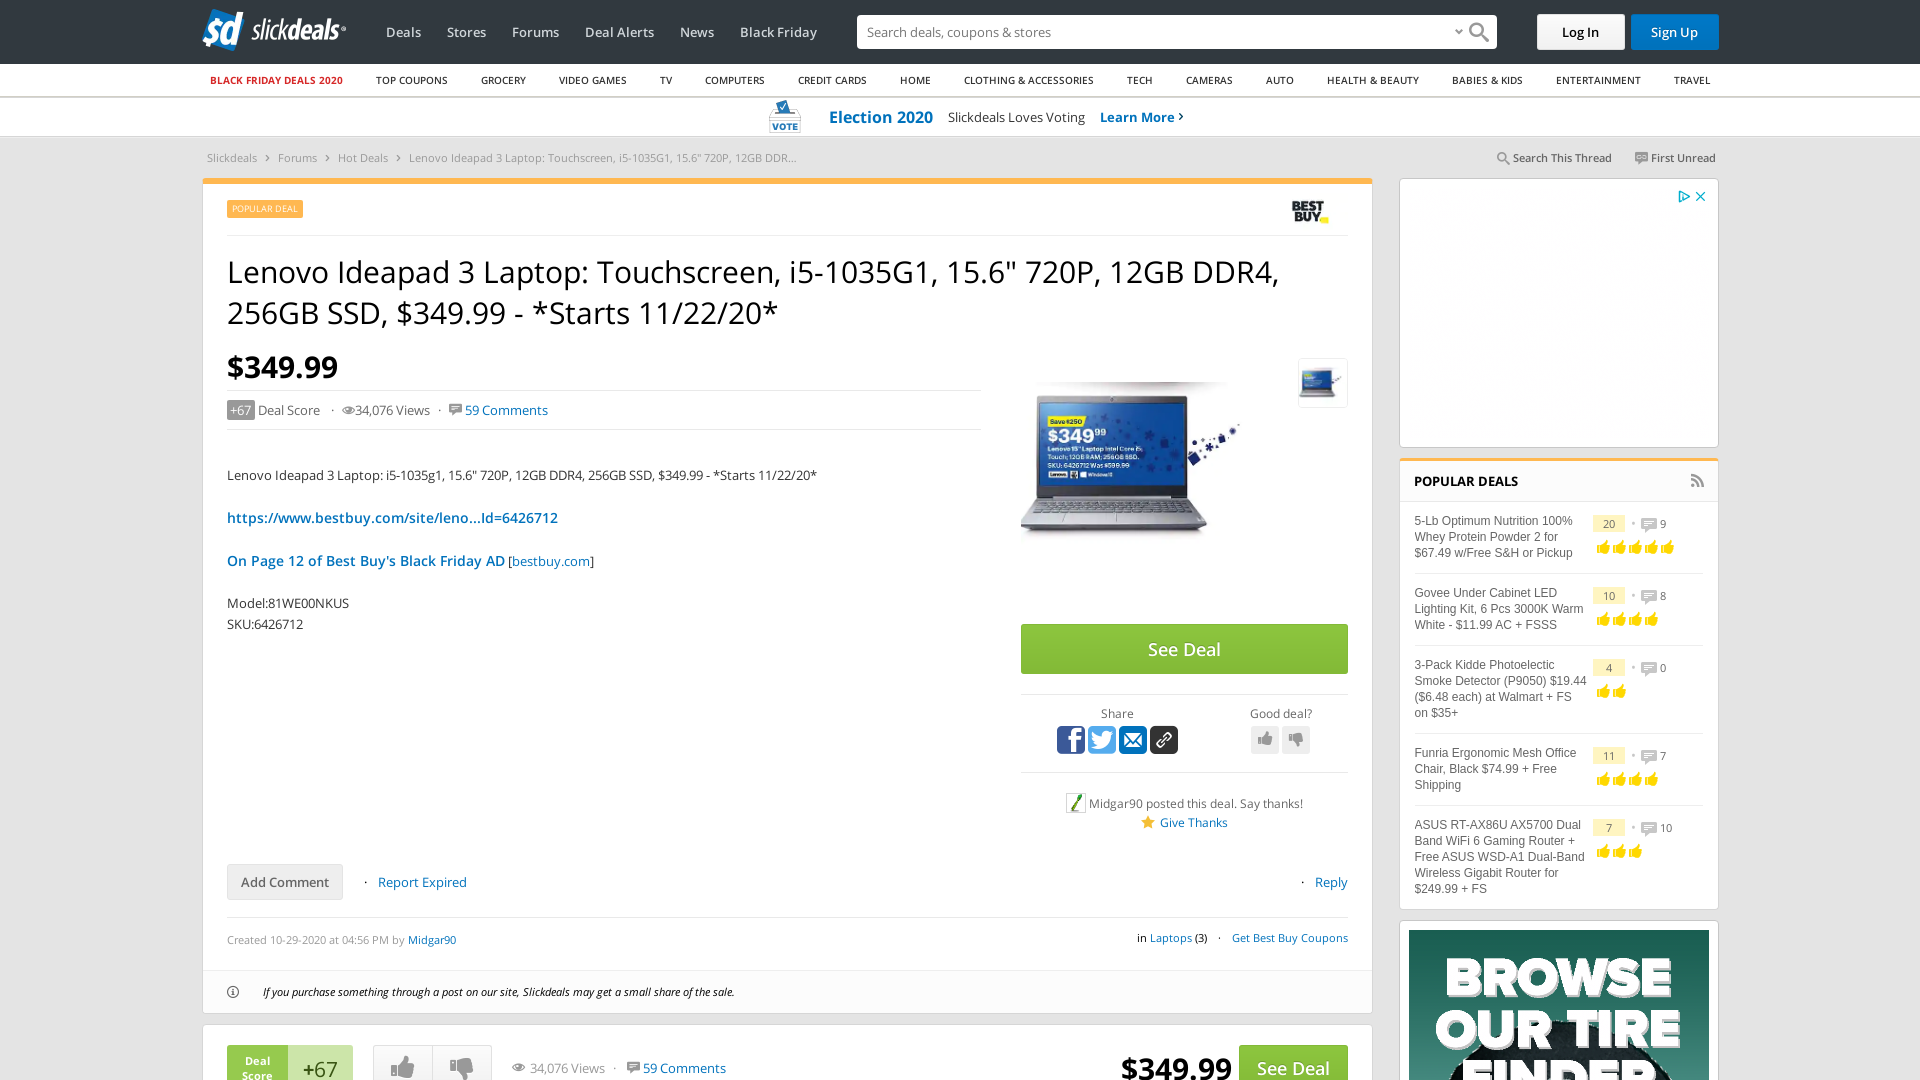 slickdeals
Deals
Stores
Forums
Deal Alerts
News
Black Friday
Search deals, coupons & stores
Log In
Sign Up
BLACK FRIDAY DEALS 2020
TOP COUPONS
GROCERY
VIDEO GAMES
TV
COMPUTERS
CREDIT CARDS
HOME
CLOTHING & ACCESSORIES
TECH
CAMERAS
AUTO
HEALTH & BEAUTY
BABIES & KIDS
ENTERTAINMENT
TRAVEL
VOTE
Election 2020 Slickdeals Loves Voting Learn More
Slickdeals › Forums › Hot Deals › Lenovo Ideapad 3 Laptop: Touchscreen, i5-1035G1, 15.6" 720P, 12GB DDR...
Search This Thread
First Unread
POPULAR DEAL
BEST
BUY
Lenovo Ideapad 3 Laptop: Touchscreen, i5-1035G1, 15.6" 720P, 12GB DDR4,
256GB SSD, $349.99 - *Starts 11/22/20*
$349.99
+67 Deal Score · 34,076 Views · 59 Comments
Lenovo Ideapad 3 Laptop: i5-1035g1, 15.6" 720P, 12GB DDR4, 256GB SSD, $349.99 - *Starts 11/22/20*
https://www.bestbuy.com/site/leno...Id=6426712
On Page 12 of Best Buy's Black Friday AD [bestbuy.com]
Model:81WE00NKUS
SKU:6426712
Save $250
$349 99
Lenovo 15" Laptop Intel Core i5,
Touch; 12GB RAM; 256GB SSD.
SKU: 6426712 Was $599.99
Lenovo
Windows10
See Deal
Share
Good deal?
Midgar90 posted this deal. Say thanks!
Give Thanks
Add Comment · Report Expired
· Reply
Created 10-29-2020 at 04:56 PM by Midgar90
in Laptops (3) · Get Best Buy Coupons
If you purchase something through a post on our site, Slickdeals may get a small share of the sale.
Deal
Score
+67
34,076 Views · 59 Comments
$349.99
See Deal
POPULAR DEALS
5-Lb Optimum Nutrition 100%
Whey Protein Powder 2 for
$67.49 w/Free S&H or Pickup
20 • 9
Govee Under Cabinet LED
Lighting Kit, 6 Pcs 3000K Warm
White - $11.99 AC + FSSS
10 • 8
3-Pack Kidde Photoelectic
Smoke Detector (P9050) $19.44
($6.48 each) at Walmart + FS
on $35+
4 • 0
Funria Ergonomic Mesh Office
Chair, Black $74.99 + Free
Shipping
11 • 7
ASUS RT-AX86U AX5700 Dual
Band WiFi 6 Gaming Router +
Free ASUS WSD-A1 Dual-Band
Wireless Gigabit Router for
$249.99 + FS
7 • 10
BROWSE
OUR TIRE
FINDER